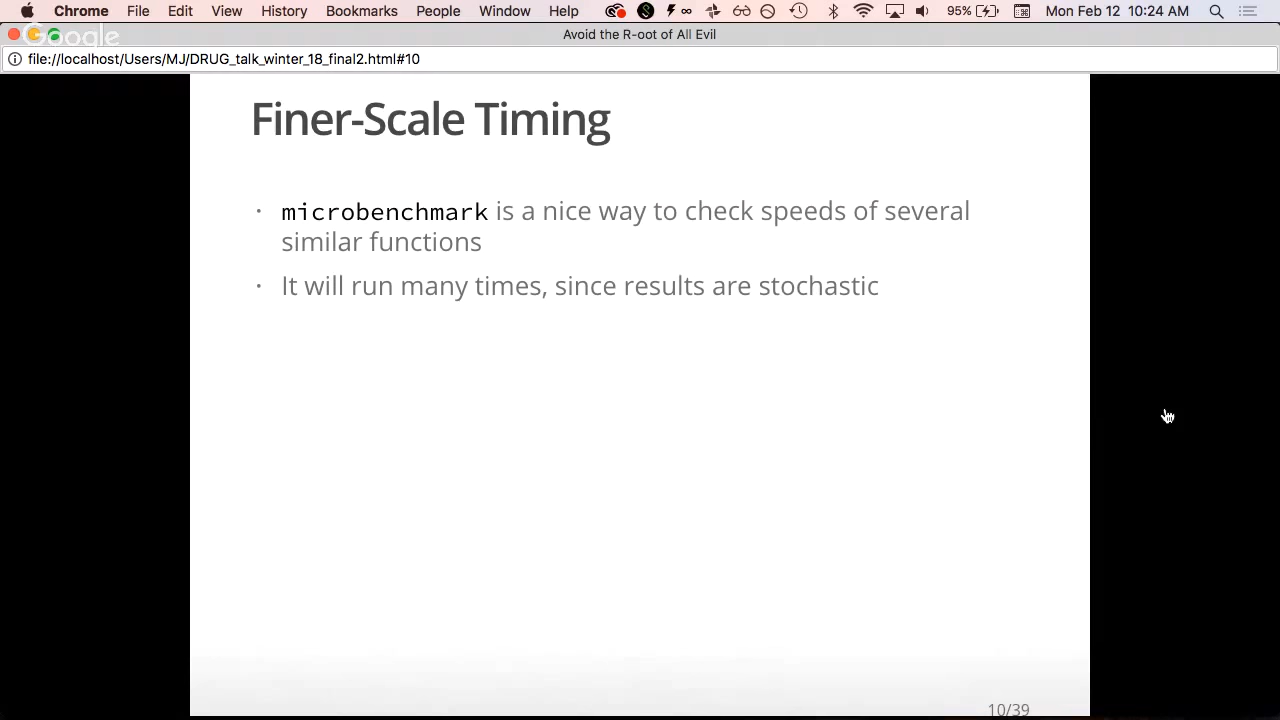 Chrome File Edit View History Bookmarks People Window Help 95% Mon Feb 12 10:24 AM
Google
Avoid the R-oot of All Evil
file://localhost/Users/MJ/DRUG_talk_winter_18_final2.html#10
Finer-Scale Timing
· microbenchmark is a nice way to check speeds of several
similar functions
· It will run many times, since results are stochastic
10/39